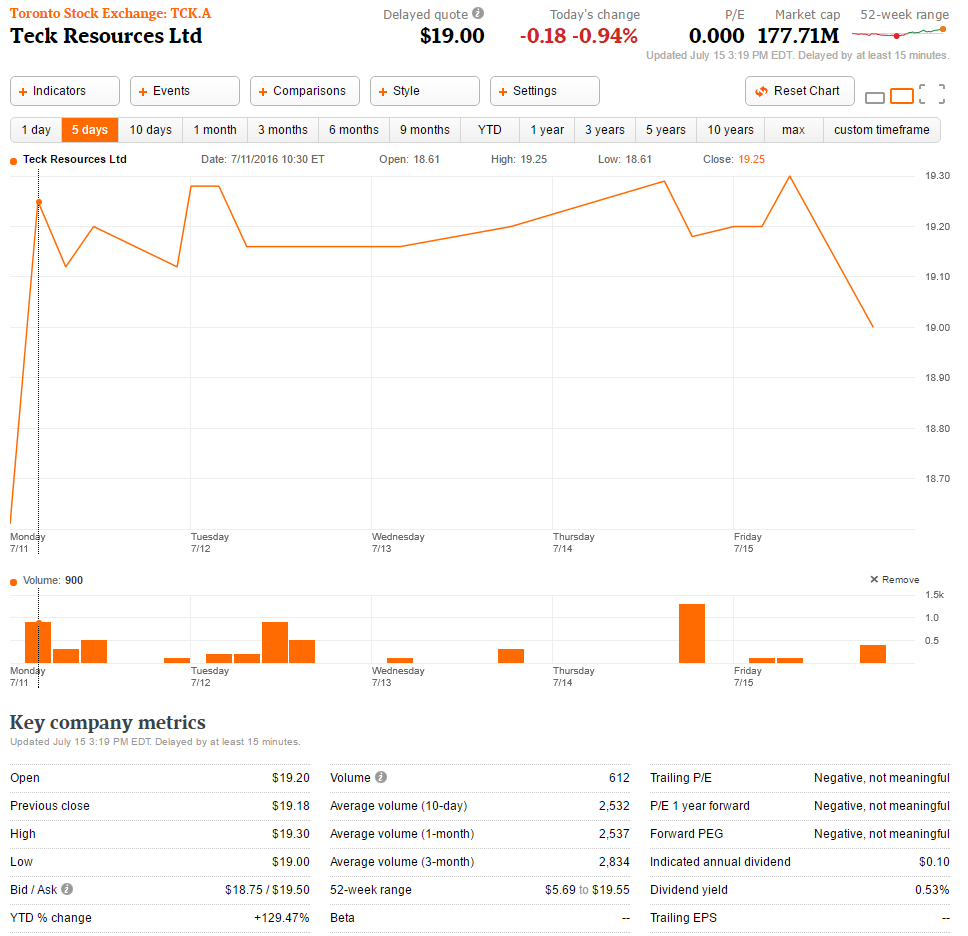 Toronto Stock Exchange: TCK.A
Teck Resources Ltd
Delayed quote
$19.00
Today's change
-0.18 -0.94%
P/E
0.000
Market cap
177.71M
52-week range
Updated July 15 3:19 PM EDT. Delayed by at least 15 minutes.
+ Indicators
+ Events
+ Comparisons
+ Style
+ Settings
Reset Chart
1 day 5 days 10 days 1 month 3 months 6 months 9 months YTD 1 year 3 years 5 years 10 years max custom timeframe
Teck Resources Ltd Date: 7/11/2016 10:30 ET Open: 18.61 High: 19.25 Low: 18.61 Close: 19.25
19.30
19.20
19.10
19.00
18.90
18.80
18.70
Monday Tuesday Wednesday Thursday Friday
7/11 7/12 7/13 7/14 7/15
Volume: 900 ✕ Remove
1.5k
1.0
0.5
Monday Tuesday Wednesday Thursday Friday
7/11 7/12 7/13 7/14 7/15
Key company metrics
Updated July 15 3:19 PM EDT. Delayed by at least 15 minutes.
Open $19.20
Previous close $19.18
High $19.30
Low $19.00
Bid / Ask $18.75 / $19.50
YTD % change +129.47%
Volume 612
Average volume (10-day) 2,532
Average volume (1-month) 2,537
Average volume (3-month) 2,834
52-week range $5.69 to $19.55
Beta --
Trailing P/E Negative, not meaningful
P/E 1 year forward Negative, not meaningful
Forward PEG Negative, not meaningful
Indicated annual dividend $0.10
Dividend yield 0.53%
Trailing EPS --